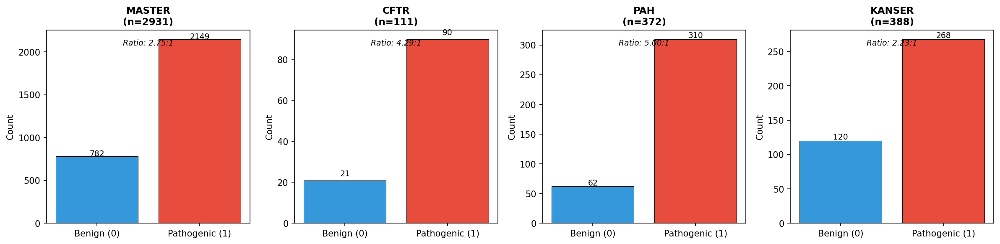 MASTER
(n=2931)
Count
2000
1500
1000
500
0
Ratio: 2.75:1
782
2149
Benign (0)
Pathogenic (1)
CFTR
(n=111)
Count
80
60
40
20
0
Ratio: 4.29:1
21
90
Benign (0)
Pathogenic (1)
PAH
(n=372)
Count
300
250
200
150
100
50
0
Ratio: 5.00:1
62
310
Benign (0)
Pathogenic (1)
KANSER
(n=388)
Count
250
200
150
100
50
0
Ratio: 2.23:1
120
268
Benign (0)
Pathogenic (1)